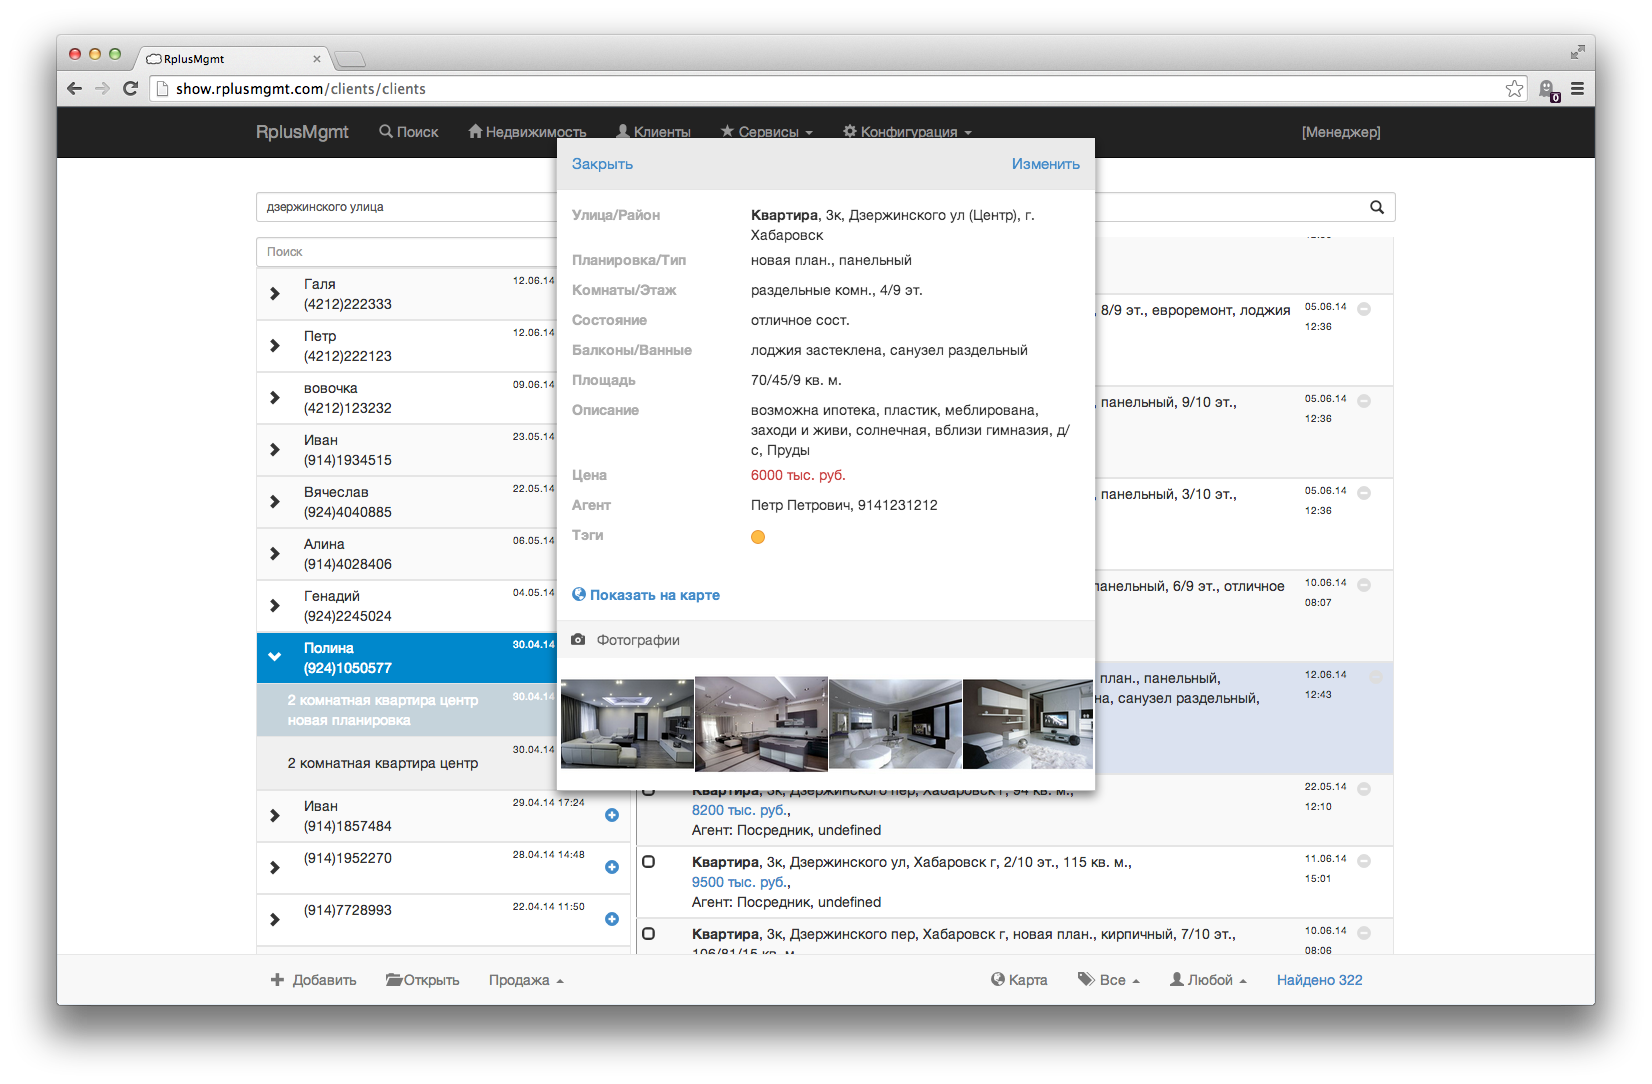 RplusMgmt
show.rplusmgmt.com/clients/clients
0
RplusMgmt Поиск Недвижимость Клиенты Сервисы Конфигурация [Менеджер]
дзержинского улица
Поиск
Галя 12.06.14
(4212)222333
Петр 12.06.14
(4212)222123
вовочка 09.06.14
(4212)123232
Иван 23.05.14
(914)1934515
Вячеслав 22.05.14
(924)4040885
Алина 06.05.14
(914)4028406
Генадий 04.05.14
(924)2245024
Полина 30.04.14
(924)1050577
2 комнатная квартира центр 30.04.14
новая планировка
2 комнатная квартира центр 30.04.14
Иван 29.04.14 17:24
(914)1857484
(914)1952270 28.04.14 14:48
(914)7728993 22.04.14 11:50
Закрыть Изменить
Улица/Район Квартира, 3к, Дзержинского ул (Центр), г.
Хабаровск
Планировка/Тип новая план., панельный
Комнаты/Этаж раздельные комн., 4/9 эт.
Состояние отличное сост.
Балконы/Ванные лоджия застеклена, санузел раздельный
Площадь 70/45/9 кв. м.
Описание возможна ипотека, пластик, меблирована,
заходи и живи, солнечная, вблизи гимназия, д/
с, Пруды
Цена 6000 тыс. руб.
Агент Петр Петрович, 9141231212
Тэги
Показать на карте
Фотографии
, 8/9 эт., евроремонт, лоджия 05.06.14
12:36
, панельный, 9/10 эт., 05.06.14
12:36
, панельный, 3/10 эт., 05.06.14
12:36
панельный, 6/9 эт., отличное 10.06.14
08:07
план., панельный, 12.06.14
на, санузел раздельный, 12:43
Квартира, 3к, Дзержинского пер, Хабаровск г, 94 кв. м., 22.05.14
8200 тыс. руб., 12:10
Агент: Посредник, undefined
Квартира, 3к, Дзержинского ул, Хабаровск г, 2/10 эт., 115 кв. м., 11.06.14
9500 тыс. руб., 15:01
Агент: Посредник, undefined
Квартира, 3к, Дзержинского пер, Хабаровск г, новая план., кирпичный, 7/10 эт., 10.06.14
106/81/15 кв. м. 08:06
Добавить Открыть Продажа Карта Все Любой Найдено 322